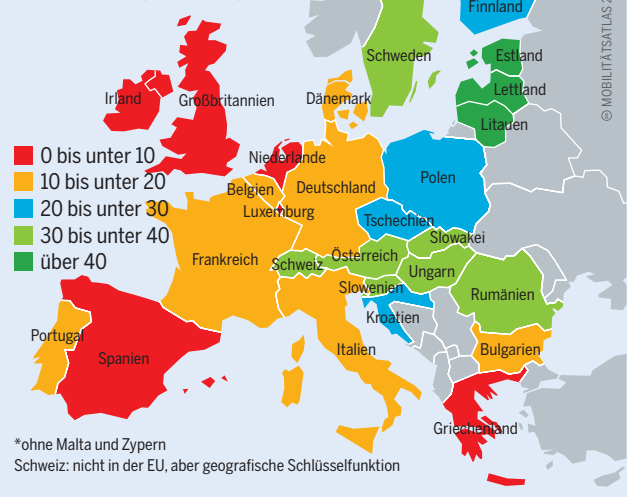 Finnland
© MOBILITÄTSATLAS 2
Schweden
Estland
Lettland
Litauen
Irland
Großbritannien
Dänemark
Niederlande
Belgien
Deutschland
Polen
Luxemburg
Tschechien
Slowakei
Frankreich
Schweiz
Österreich
Ungarn
Slowenien
Rumänien
Kroatien
Portugal
Spanien
Italien
Bulgarien
Griechenland
0 bis unter 10
10 bis unter 20
20 bis unter 30
30 bis unter 40
über 40
*ohne Malta und Zypern
Schweiz: nicht in der EU, aber geografische Schlüsselfunktion